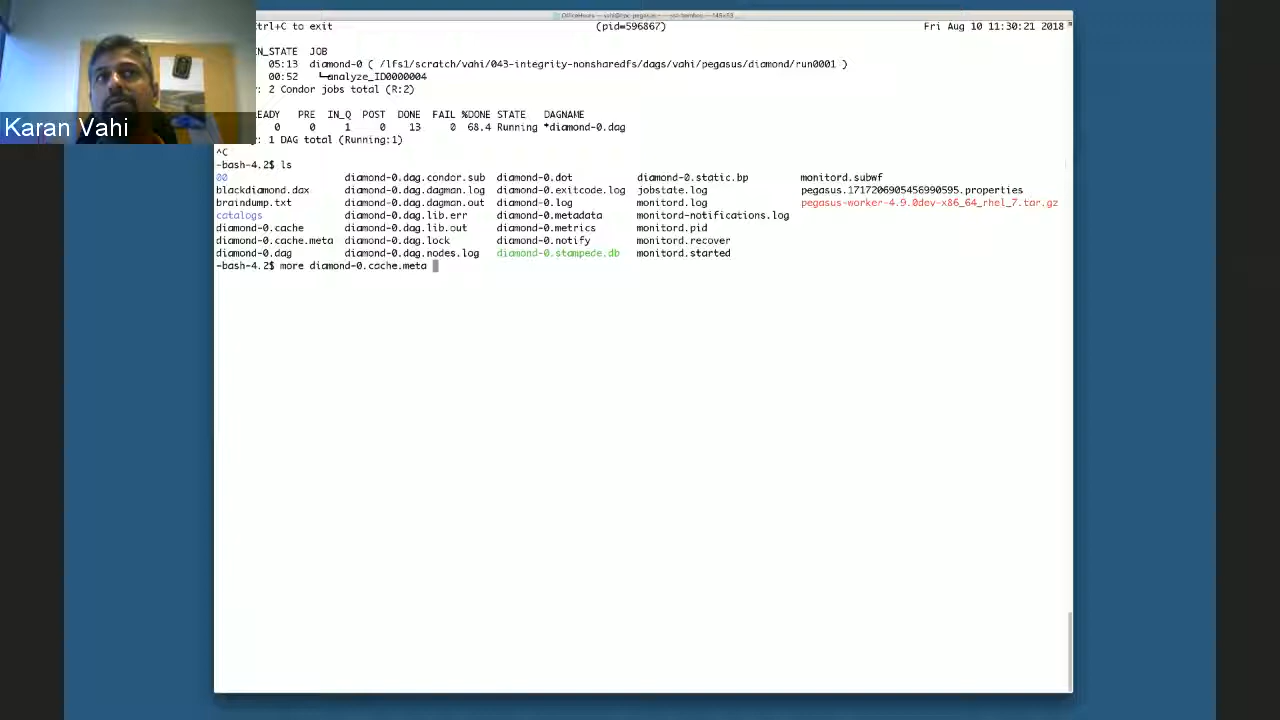 Ctrl+C to exit (pid=596867) Fri Aug 10 11:30:21 2018
IN_STATE JOB
05:13 diamond-0 ( /lfs1/scratch/vahi/043-integrity-nonsharedfs/dags/vahi/pegasus/diamond/run0001 )
00:52 ┗━analyze_ID0000004
: 2 Condor jobs total (R:2)
EADY PRE IN_Q POST DONE FAIL %DONE STATE DAGNAME
0 0 1 0 13 0 68.4 Running *diamond-0.dag
: 1 DAG total (Running:1)
Karan Vahi
^C
-bash-4.2$ ls
00 diamond-0.dag.condor.sub diamond-0.dot diamond-0.static.bp monitord.subwf
blackdiamond.dax diamond-0.dag.dagman.log diamond-0.exitcode.log jobstate.log pegasus.1717206905456990595.properties
braindump.txt diamond-0.dag.dagman.out diamond-0.log monitord.log pegasus-worker-4.9.0dev-x86_64_rhel_7.tar.gz
catalogs diamond-0.dag.lib.err diamond-0.metadata monitord-notifications.log
diamond-0.cache diamond-0.dag.lib.out diamond-0.metrics monitord.pid
diamond-0.cache.meta diamond-0.dag.lock diamond-0.notify monitord.recover
diamond-0.dag diamond-0.dag.nodes.log diamond-0.stampede.db monitord.started
-bash-4.2$ more diamond-0.cache.meta